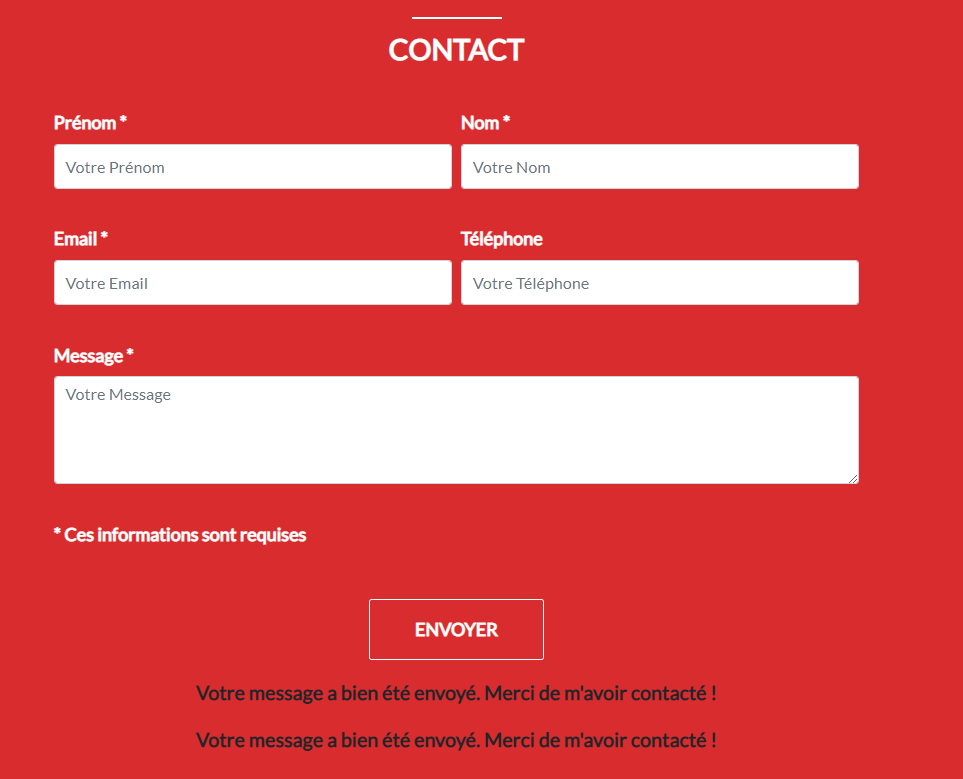 CONTACT
Prénom * Nom *
Votre Prénom Votre Nom
Email * Téléphone
Votre Email Votre Téléphone
Message *
Votre Message
* Ces informations sont requises
ENVOYER
Votre message a bien été envoyé. Merci de m'avoir contacté !
Votre message a bien été envoyé. Merci de m'avoir contacté !